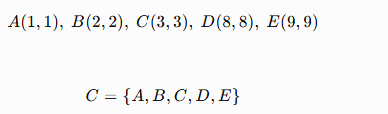 A(1,1), B(2,2), C(3,3), D(8,8), E(9,9)
C = {A, B, C, D, E}